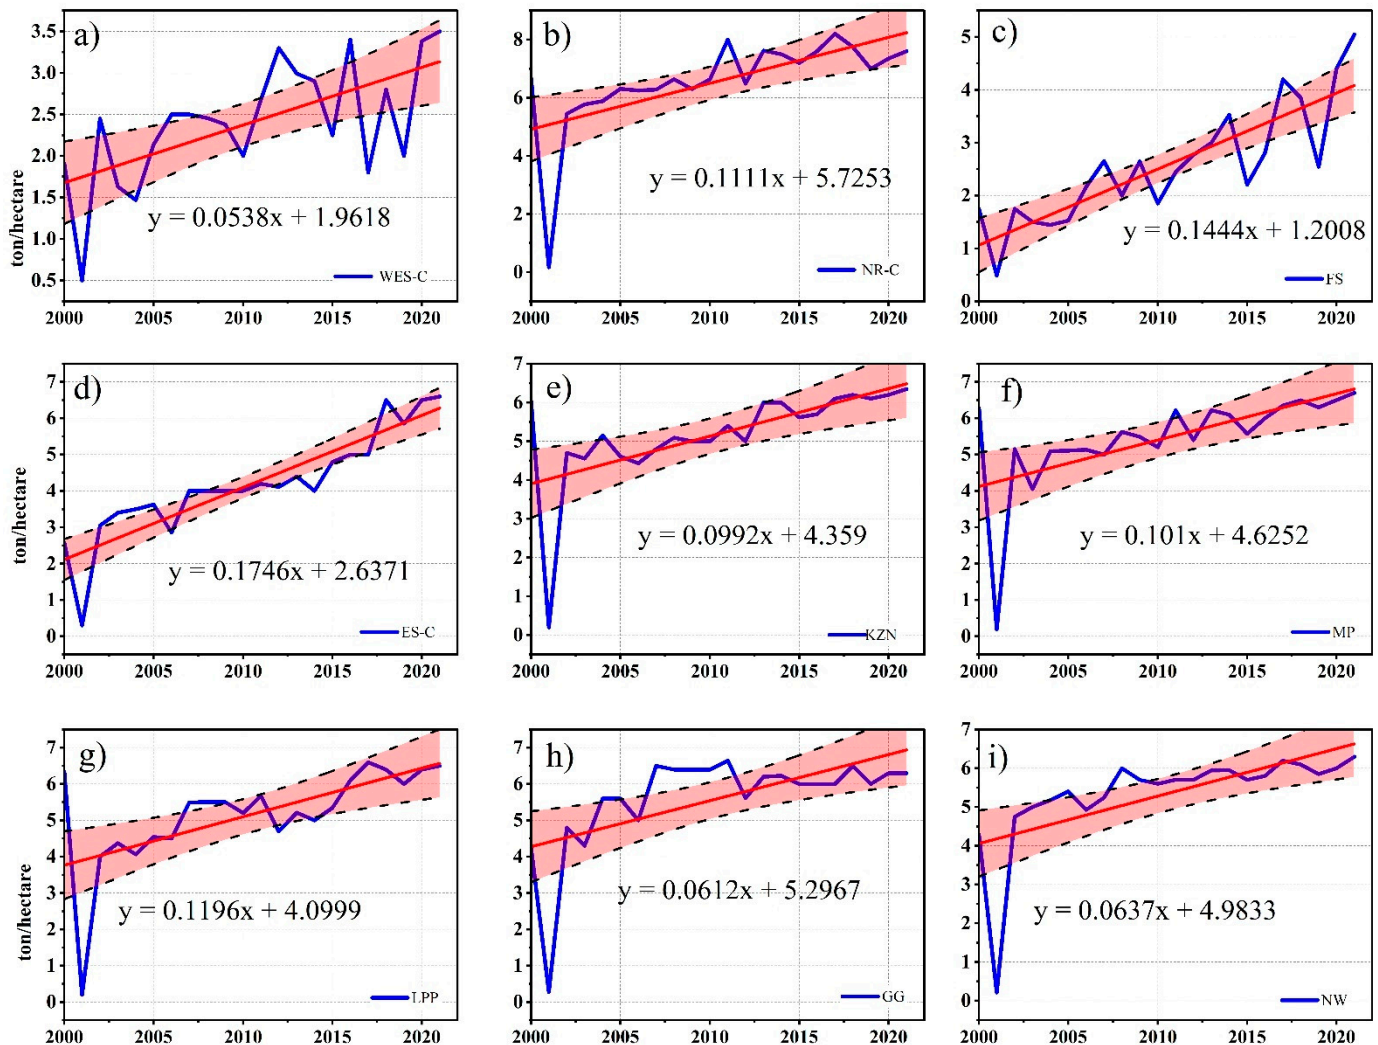 a)
3.5
3.0
2.5
2.0
1.5
1.0
0.5
ton/hectare
y = 0.0538x + 1.9618
WES-C
2000 2005 2010 2015 2020
b)
8
6
4
2
0
y = 0.1111x + 5.7253
NR-C
2000 2005 2010 2015 2020
c)
5
4
3
2
1
0
y = 0.1444x + 1.2008
FS
2000 2005 2010 2015 2020
d)
7
6
5
4
3
2
1
0
ton/hectare
y = 0.1746x + 2.6371
ES-C
2000 2005 2010 2015 2020
e)
7
6
5
4
3
2
1
0
y = 0.0992x + 4.359
KZN
2000 2005 2010 2015 2020
f)
7
6
5
4
3
2
1
0
y = 0.101x + 4.6252
MP
2000 2005 2010 2015 2020
g)
7
6
5
4
3
2
1
0
ton/hectare
y = 0.1196x + 4.0999
LPP
2000 2005 2010 2015 2020
h)
7
6
5
4
3
2
1
0
y = 0.0612x + 5.2967
GG
2000 2005 2010 2015 2020
i)
7
6
5
4
3
2
1
0
y = 0.0637x + 4.9833
NW
2000 2005 2010 2015 2020